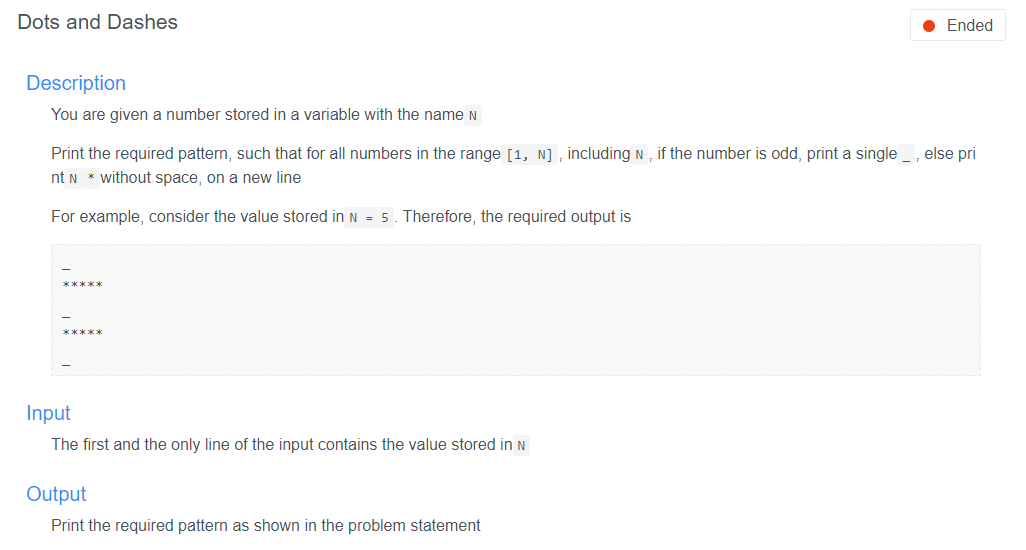 Dots and Dashes
Ended
Description
You are given a number stored in a variable with the name N
Print the required pattern, such that for all numbers in the range [1, N] , including N , if the number is odd, print a single _ , else pri
nt N * without space, on a new line
For example, consider the value stored in N = 5 . Therefore, the required output is
_
*****
_
*****
_
Input
The first and the only line of the input contains the value stored in N
Output
Print the required pattern as shown in the problem statement